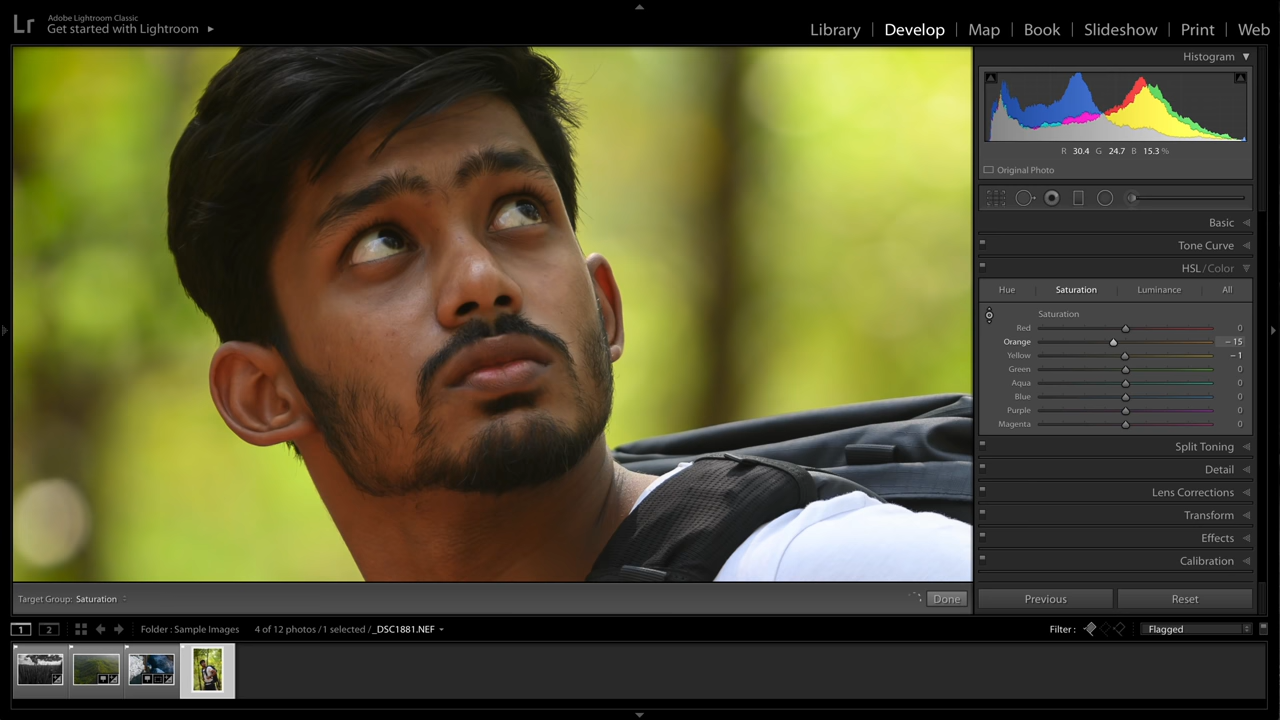 Lr
Adobe Lightroom Classic
Get started with Lightroom
Library | Develop | Map | Book | Slideshow | Print | Web
Histogram
R 30.4 G 24.7 B 15.3 %
Original Photo
Basic
Tone Curve
HSL / Color
Hue Saturation Luminance All
Saturation
Red 0
Orange - 15
Yellow - 1
Green 0
Aqua 0
Blue 0
Purple 0
Magenta 0
Split Toning
Detail
Lens Corrections
Transform
Effects
Calibration
Target Group: Saturation
Done
Previous
Reset
1 2
Folder : Sample Images
4 of 12 photos / 1 selected / _DSC1881.NEF
Filter :
Flagged